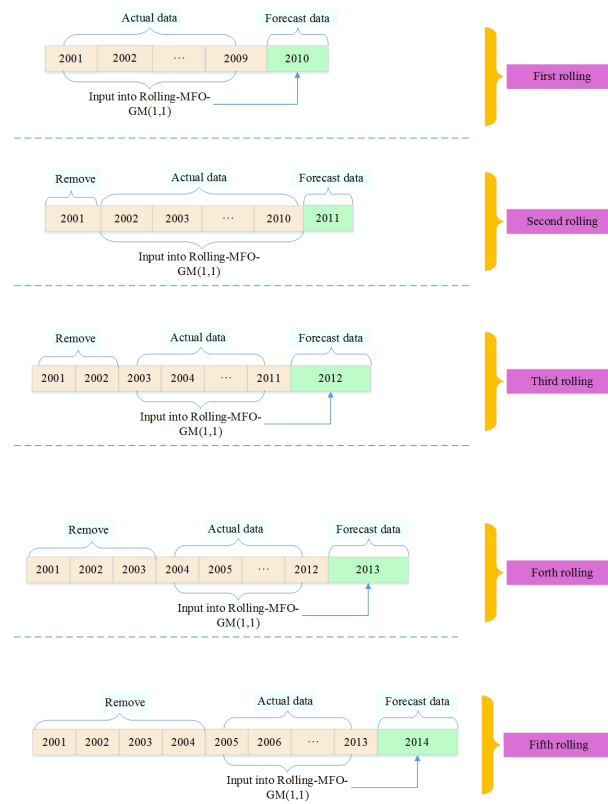 Actual data
Forecast data
2001 2002 ··· 2009 2010
Input into Rolling-MFO-
GM(1,1)
First rolling
Remove
Actual data
Forecast data
2001 2002 2003 ··· 2010 2011
Input into Rolling-MFO-
GM(1,1)
Second rolling
Remove
Actual data
Forecast data
2001 2002 2003 2004 ··· 2011 2012
Input into Rolling-MFO-
GM(1,1)
Third rolling
Remove
Actual data
Forecast data
2001 2002 2003 2004 2005 ··· 2012 2013
Input into Rolling-MFO-
GM(1,1)
Forth rolling
Remove
Actual data
Forecast data
2001 2002 2003 2004 2005 2006 ··· 2013 2014
Input into Rolling-MFO-
GM(1,1)
Fifth rolling